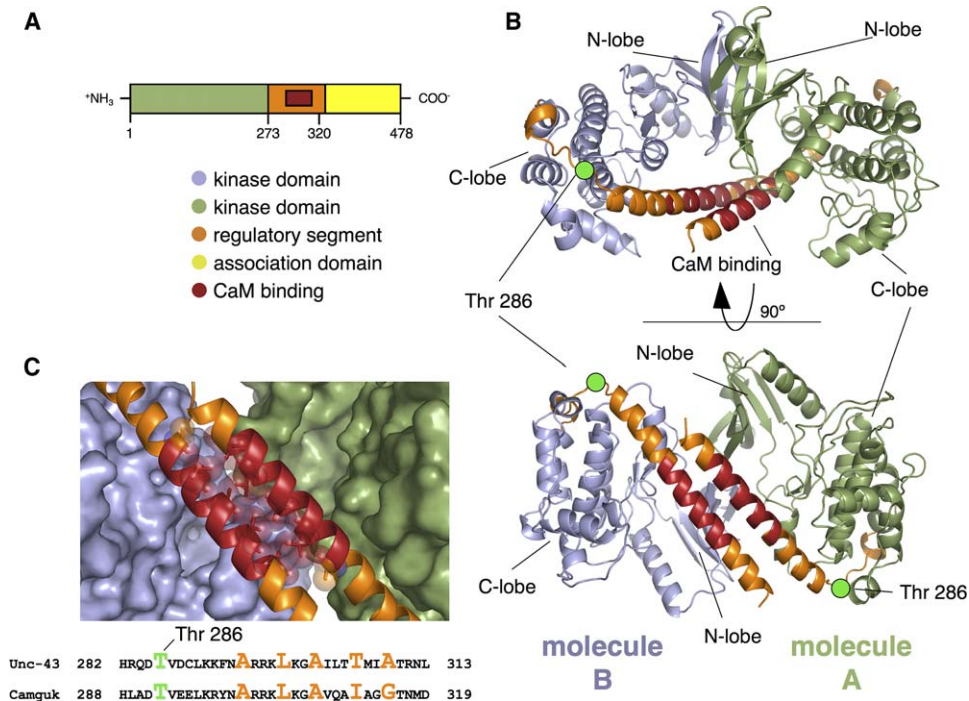 A
⁺NH₃
COO⁻
1
273
320
478
kinase domain
kinase domain
regulatory segment
association domain
CaM binding
B
N-lobe
N-lobe
C-lobe
CaM binding
C-lobe
Thr 286
90º
N-lobe
C-lobe
N-lobe
Thr 286
molecule
B
molecule
A
C
Thr 286
Unc-43 282 HRQDTVDCLKKFNARRKLKGAILTTMIATRNL 313
Camguk 288 HLADTVEELKRYNARRKLKGAVQAIAGGTNMD 319